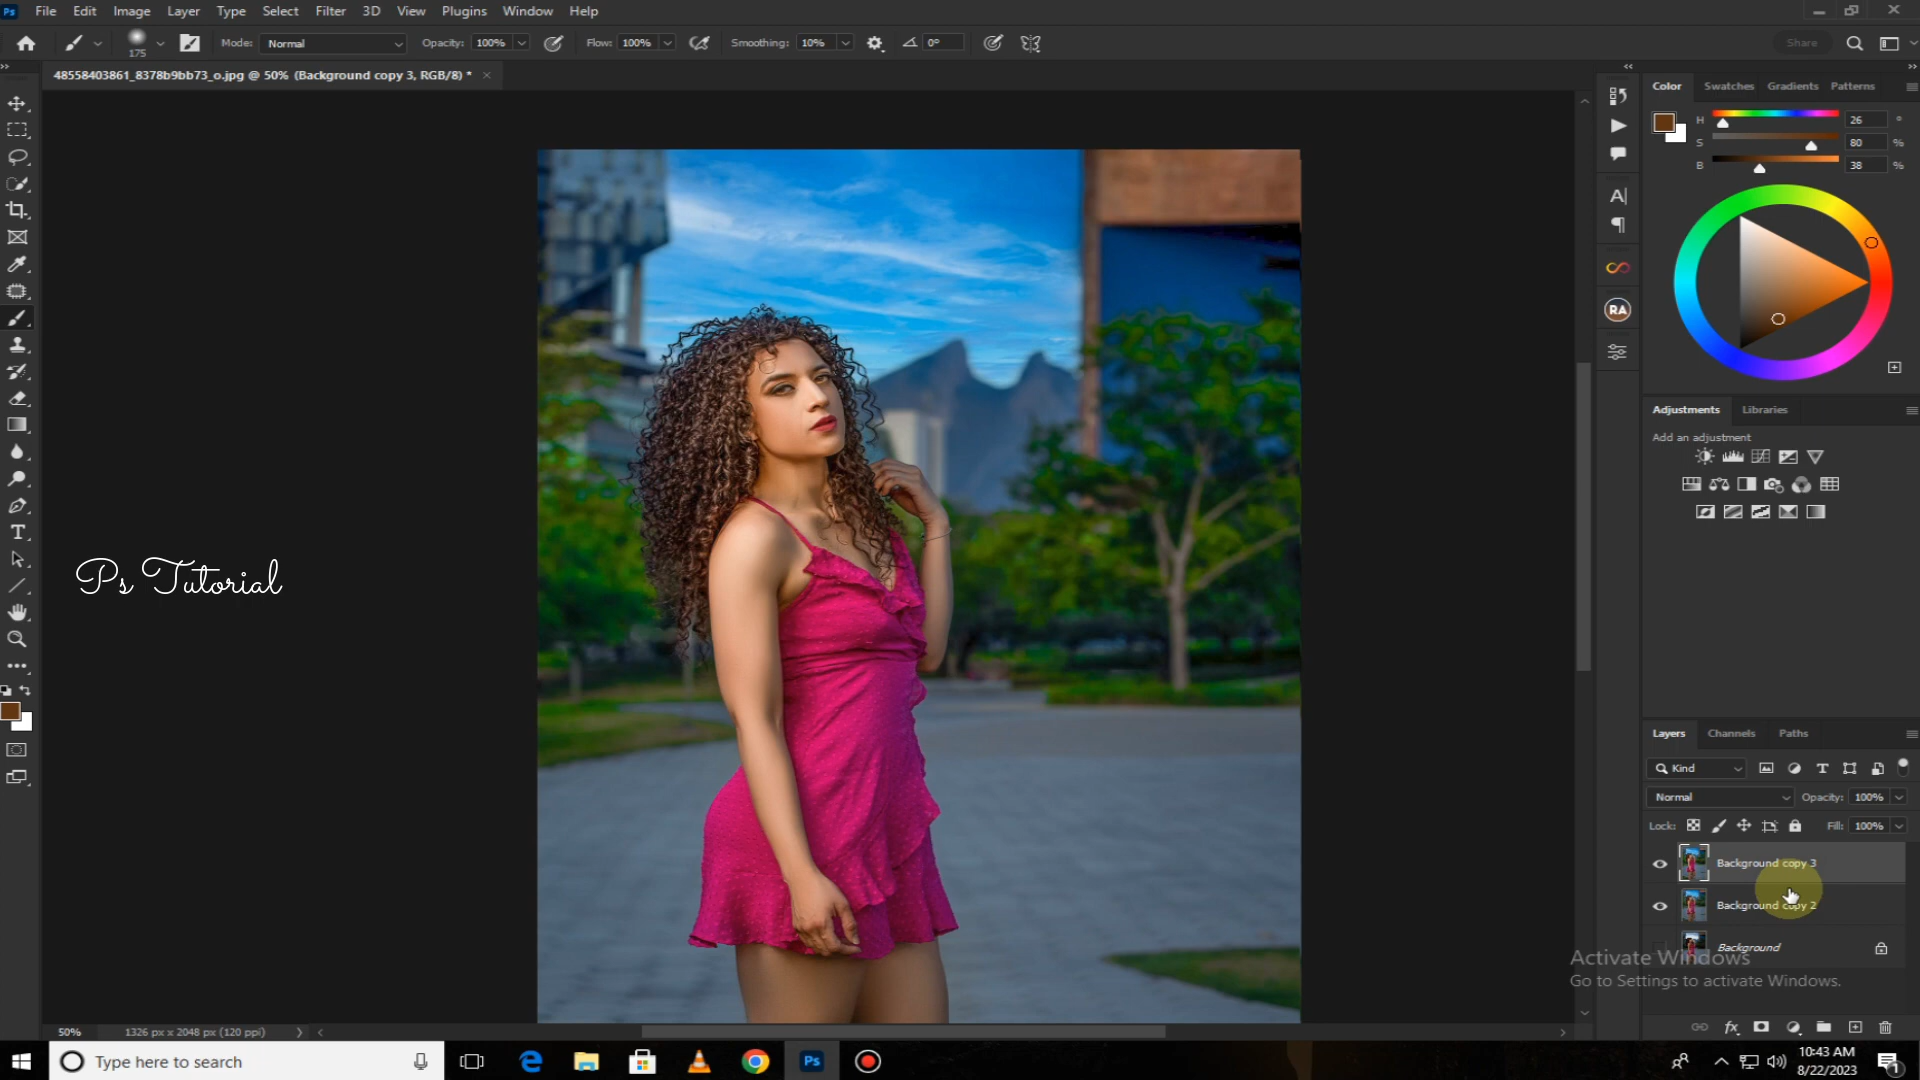 Ps File Edit Image Layer Type Select Filter 3D View Plugins Window Help
175 Mode: Normal Opacity: 100% Flow: 100% Smoothing: 10% 0° Share
48558403861_8378b9bb73_o.jpg @ 50% (Background copy 3, RGB/8) *
Color Swatches Gradients Patterns
H 26 °
S 80 %
B 38 %
RA
Adjustments Libraries
Add an adjustment
Ps Tutorial
Layers Channels Paths
Kind
Normal Opacity: 100%
Lock: Fill: 100%
Background copy 3
Background copy 2
Background
Activate Windows
Go to Settings to activate Windows.
50% 1326 px x 2048 px (120 ppi)
Type here to search
Ps
10:43 AM
8/22/2023
1